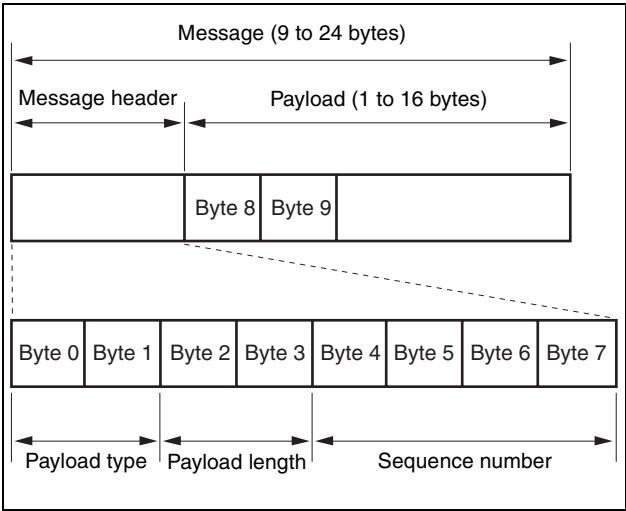 Message (9 to 24 bytes)
Message header
Payload (1 to 16 bytes)
Byte 8
Byte 9
Byte 0
Byte 1
Byte 2
Byte 3
Byte 4
Byte 5
Byte 6
Byte 7
Payload type
Payload length
Sequence number